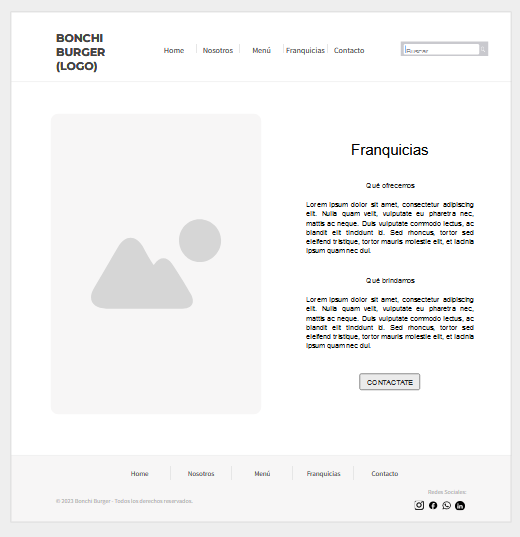 BONCHI
BURGER
(LOGO)
Home Nosotros Menú Franquicias Contacto
Buscar
Franquicias
Qué ofrecemos
Lorem ipsum dolor sit amet, consectetur adipiscing
elit. Nulla quam velit, vulputate eu pharetra nec,
mattis ac neque. Duis vulputate commodo lectus, ac
blandit elit tincidunt id. Sed rhoncus, tortor sed
eleifend tristique, tortor mauris molestie elit, et lacinia
ipsum quam nec dui.
Qué brindamos
Lorem ipsum dolor sit amet, consectetur adipiscing
elit. Nulla quam velit, vulputate eu pharetra nec,
mattis ac neque. Duis vulputate commodo lectus, ac
blandit elit tincidunt id. Sed rhoncus, tortor sed
eleifend tristique, tortor mauris molestie elit, et lacinia
ipsum quam nec dui.
CONTACTATE
Home Nosotros Menú Franquicias Contacto
Redes Sociales:
© 2023 Bonchi Burger - Todos los derechos reservados.